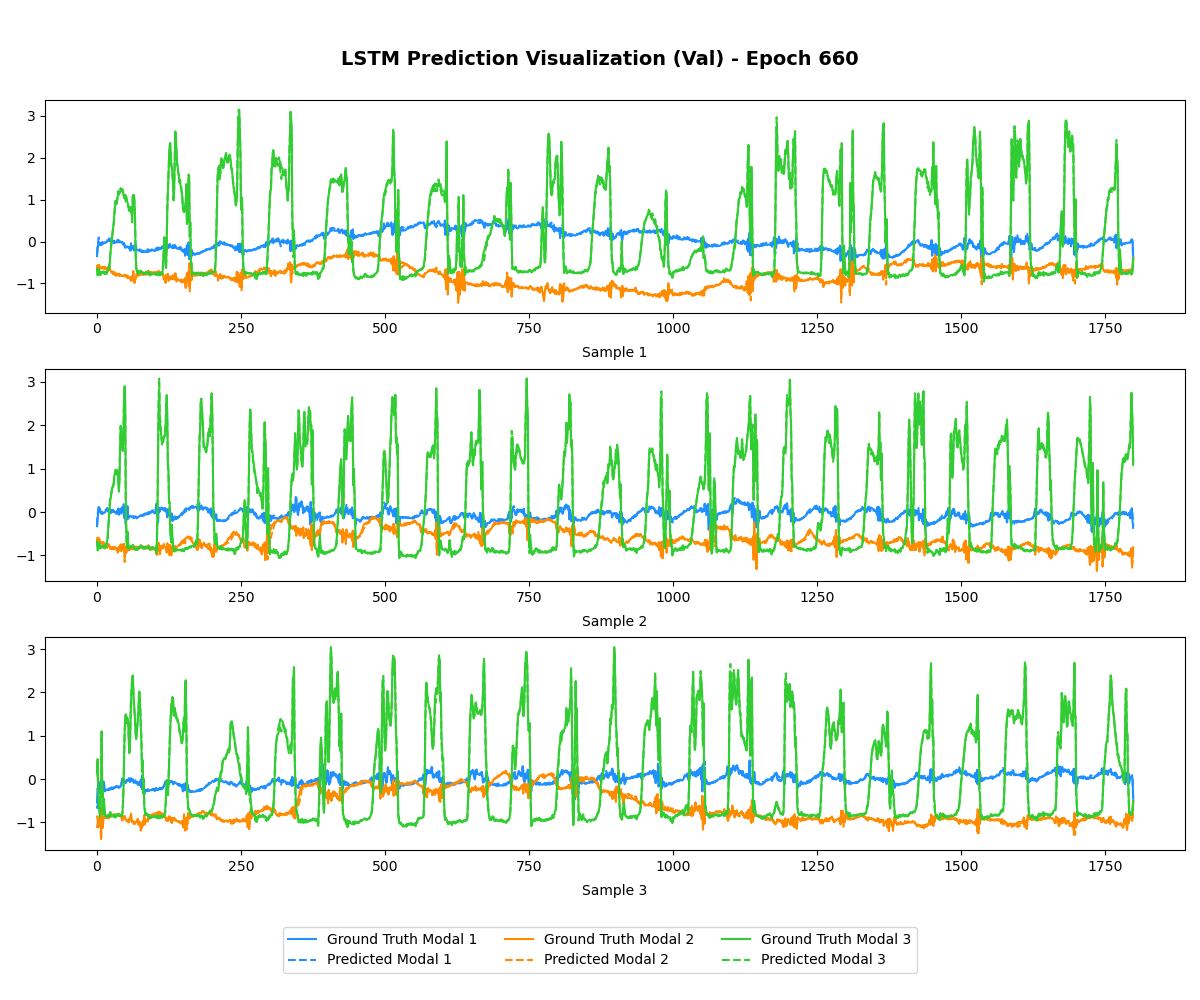 LSTM Prediction Visualization (Val) - Epoch 660
3
2
1
0
−1
0 250 500 750 1000 1250 1500 1750
Sample 1
3
2
1
0
−1
0 250 500 750 1000 1250 1500 1750
Sample 2
3
2
1
0
−1
0 250 500 750 1000 1250 1500 1750
Sample 3
Ground Truth Modal 1 Ground Truth Modal 2 Ground Truth Modal 3
Predicted Modal 1 Predicted Modal 2 Predicted Modal 3